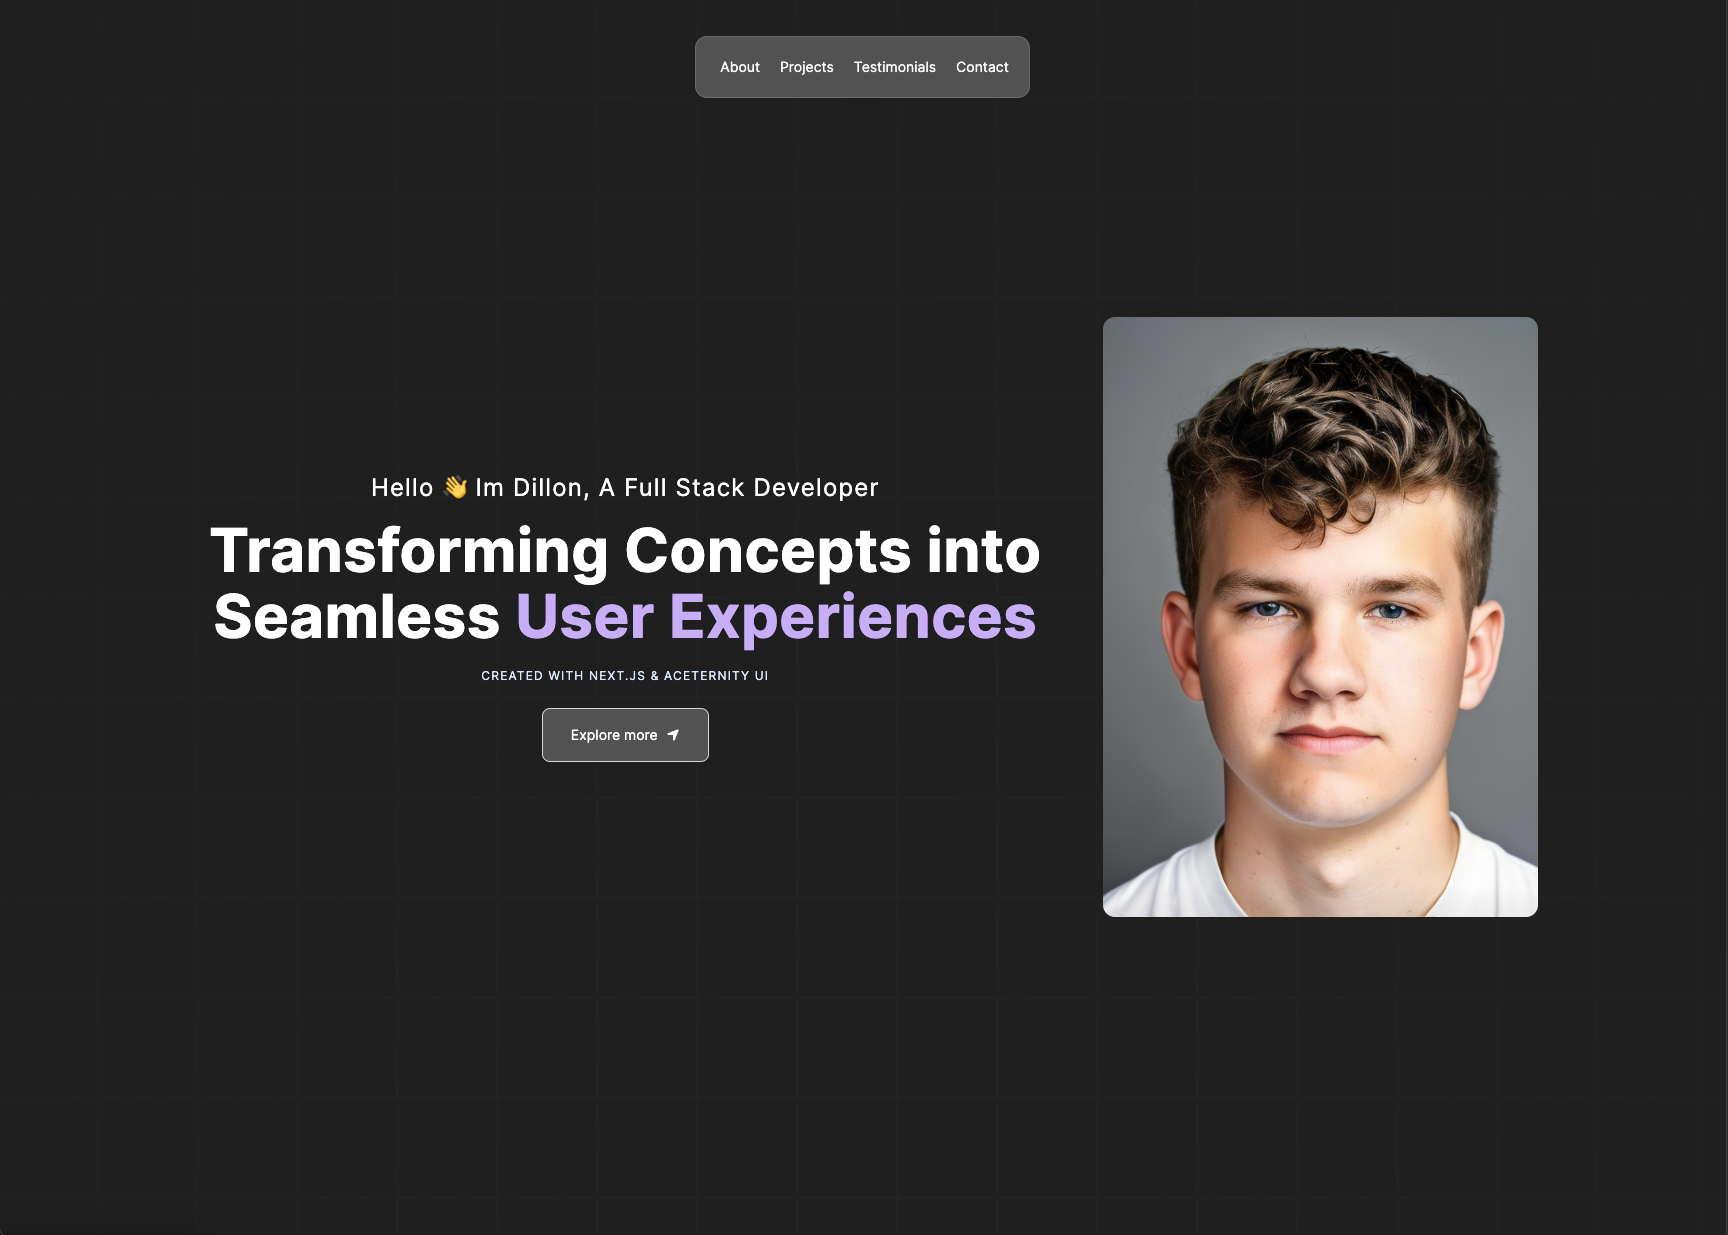 About Projects Testimonials Contact
Hello 👋 Im Dillon, A Full Stack Developer
Transforming Concepts into
Seamless User Experiences
CREATED WITH NEXT.JS & ACETERNITY UI
Explore more